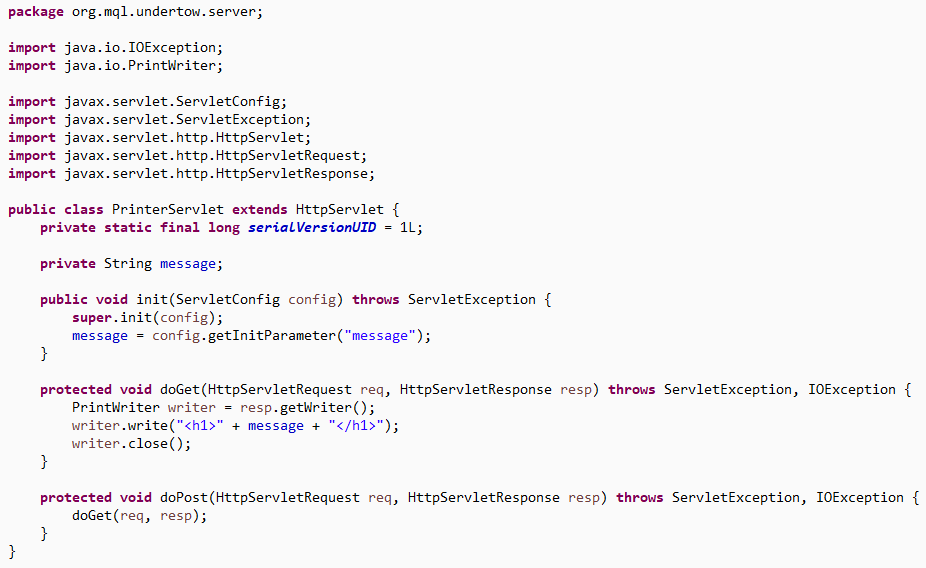 package org.mql.undertow.server;

import java.io.IOException;
import java.io.PrintWriter;

import javax.servlet.ServletConfig;
import javax.servlet.ServletException;
import javax.servlet.http.HttpServlet;
import javax.servlet.http.HttpServletRequest;
import javax.servlet.http.HttpServletResponse;

public class PrinterServlet extends HttpServlet {
    private static final long serialVersionUID = 1L;

    private String message;

    public void init(ServletConfig config) throws ServletException {
        super.init(config);
        message = config.getInitParameter("message");
    }

    protected void doGet(HttpServletRequest req, HttpServletResponse resp) throws ServletException, IOException {
        PrintWriter writer = resp.getWriter();
        writer.write("<h1>" + message + "</h1>");
        writer.close();
    }

    protected void doPost(HttpServletRequest req, HttpServletResponse resp) throws ServletException, IOException {
        doGet(req, resp);
    }
}